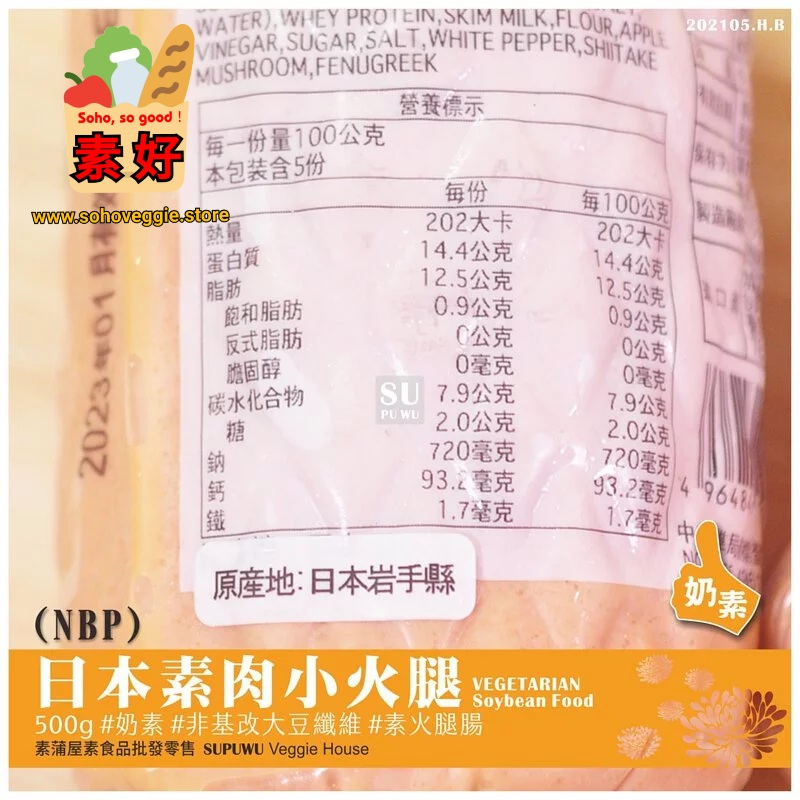 202105.H.B
WATER),WHEY PROTEIN,SKIM MILK,FLOUR,APPLE
VINEGAR,SUGAR,SALT,WHITE PEPPER,SHIITAKE
MUSHROOM,FENUGREEK
Soho, so good !
素好
www.sohoveggie.store
營養標示
每一份量100公克
本包裝含5份
每份 每100公克
熱量 202大卡 202大卡
蛋白質 14.4公克 14.4公克
脂肪 12.5公克 12.5公克
飽和脂肪 0.9公克 0.9公克
反式脂肪 0公克 0公克
膽固醇 0毫克 0毫克
碳水化合物 7.9公克 7.9公克
糖 2.0公克 2.0公克
鈉 720毫克 720毫克
鈣 93.2毫克 93.2毫克
鐵 1.7毫克 1.7毫克
2023年01月
SU
PU WU
原産地:日本岩手縣
奶素
(NBP)
日本素肉小火腿 VEGETARIAN
Soybean Food
500g #奶素 #非基改大豆纖維 #素火腿腸
素蒲屋素食品批發零售 SUPUWU Veggie House